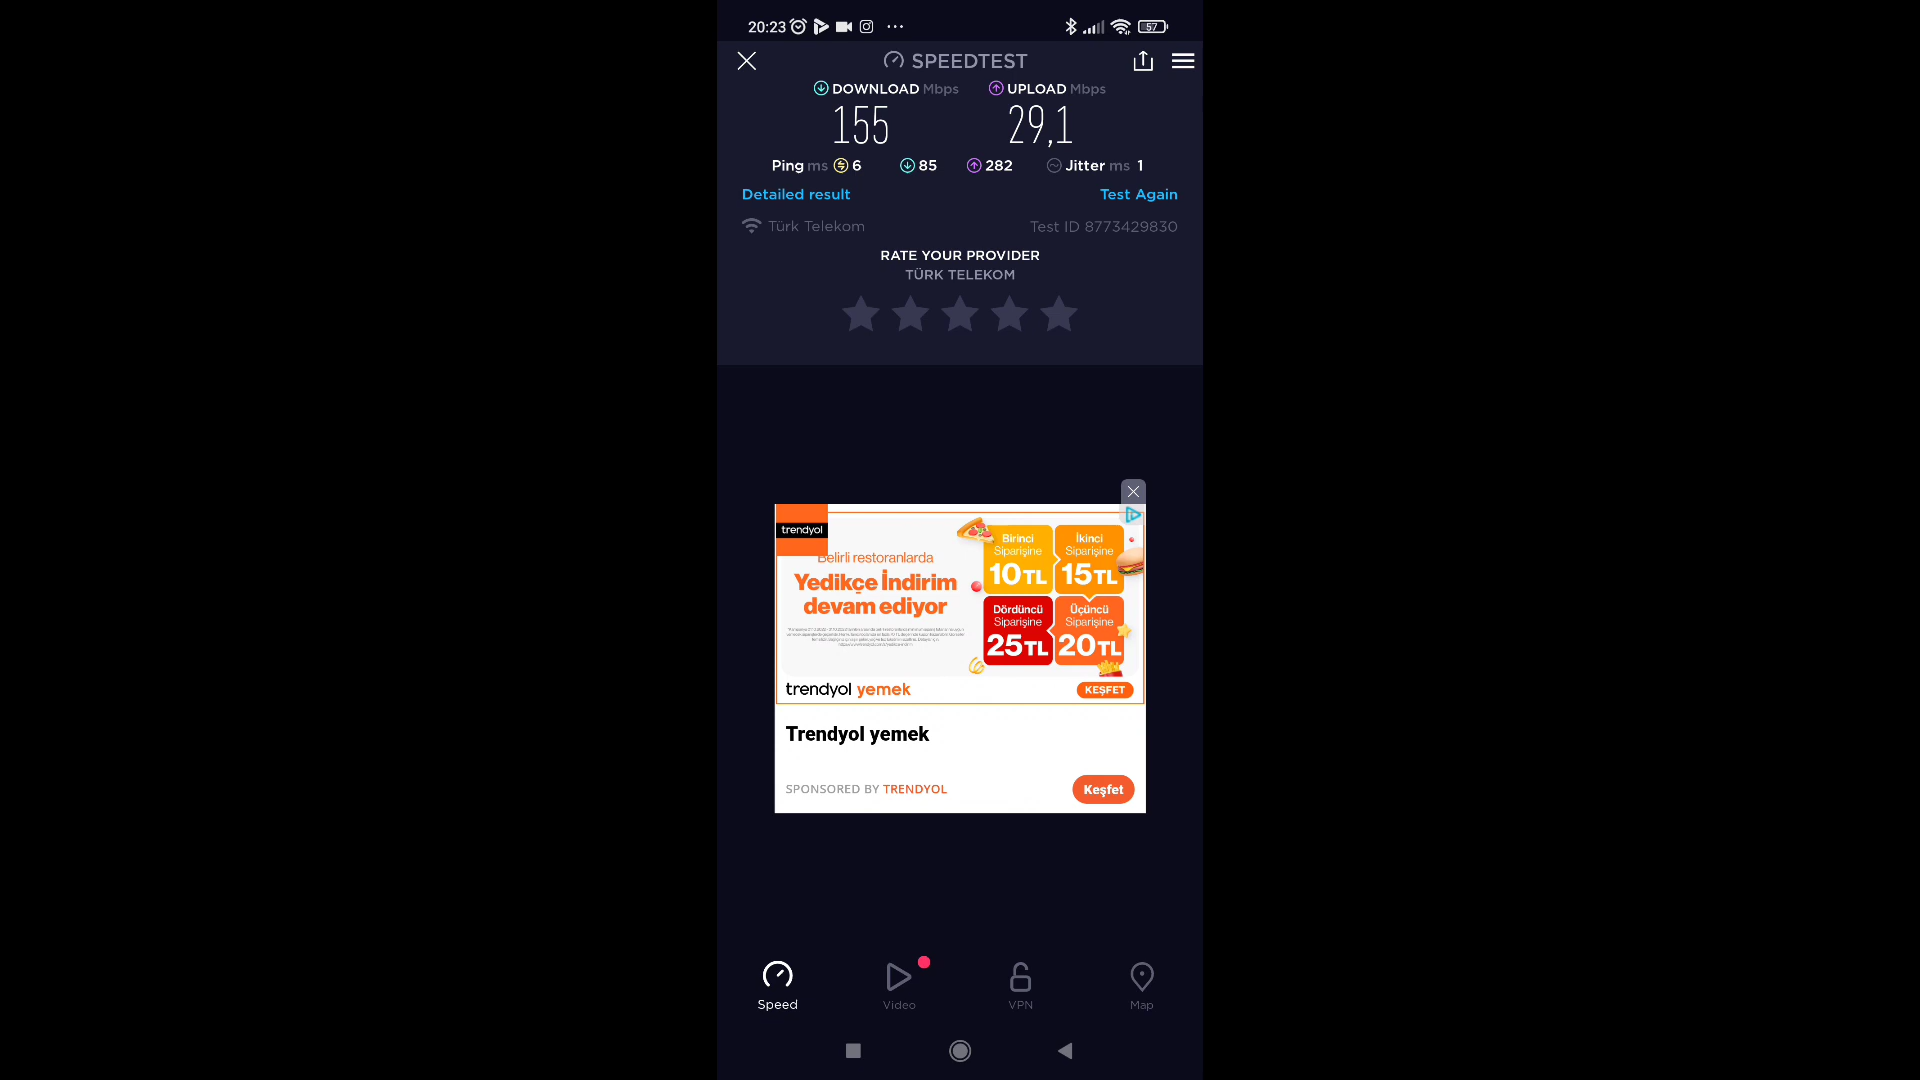 20:23 57
SPEEDTEST
DOWNLOAD Mbps UPLOAD Mbps
155 29,1
Ping ms 6 85 282 Jitter ms 1
Detailed result Test Again
Türk Telekom Test ID 8773429830
RATE YOUR PROVIDER
TÜRK TELEKOM
trendyol
Belirli restoranlarda
Yedikçe İndirim
devam ediyor
Birinci
Siparişine
10TL
İkinci
Siparişine
15TL
Dördüncü
Siparişine
25TL
Üçüncü
Siparişine
20TL
trendyol yemek KEŞFET
Trendyol yemek
SPONSORED BY TRENDYOL Keşfet
Speed Video VPN Map